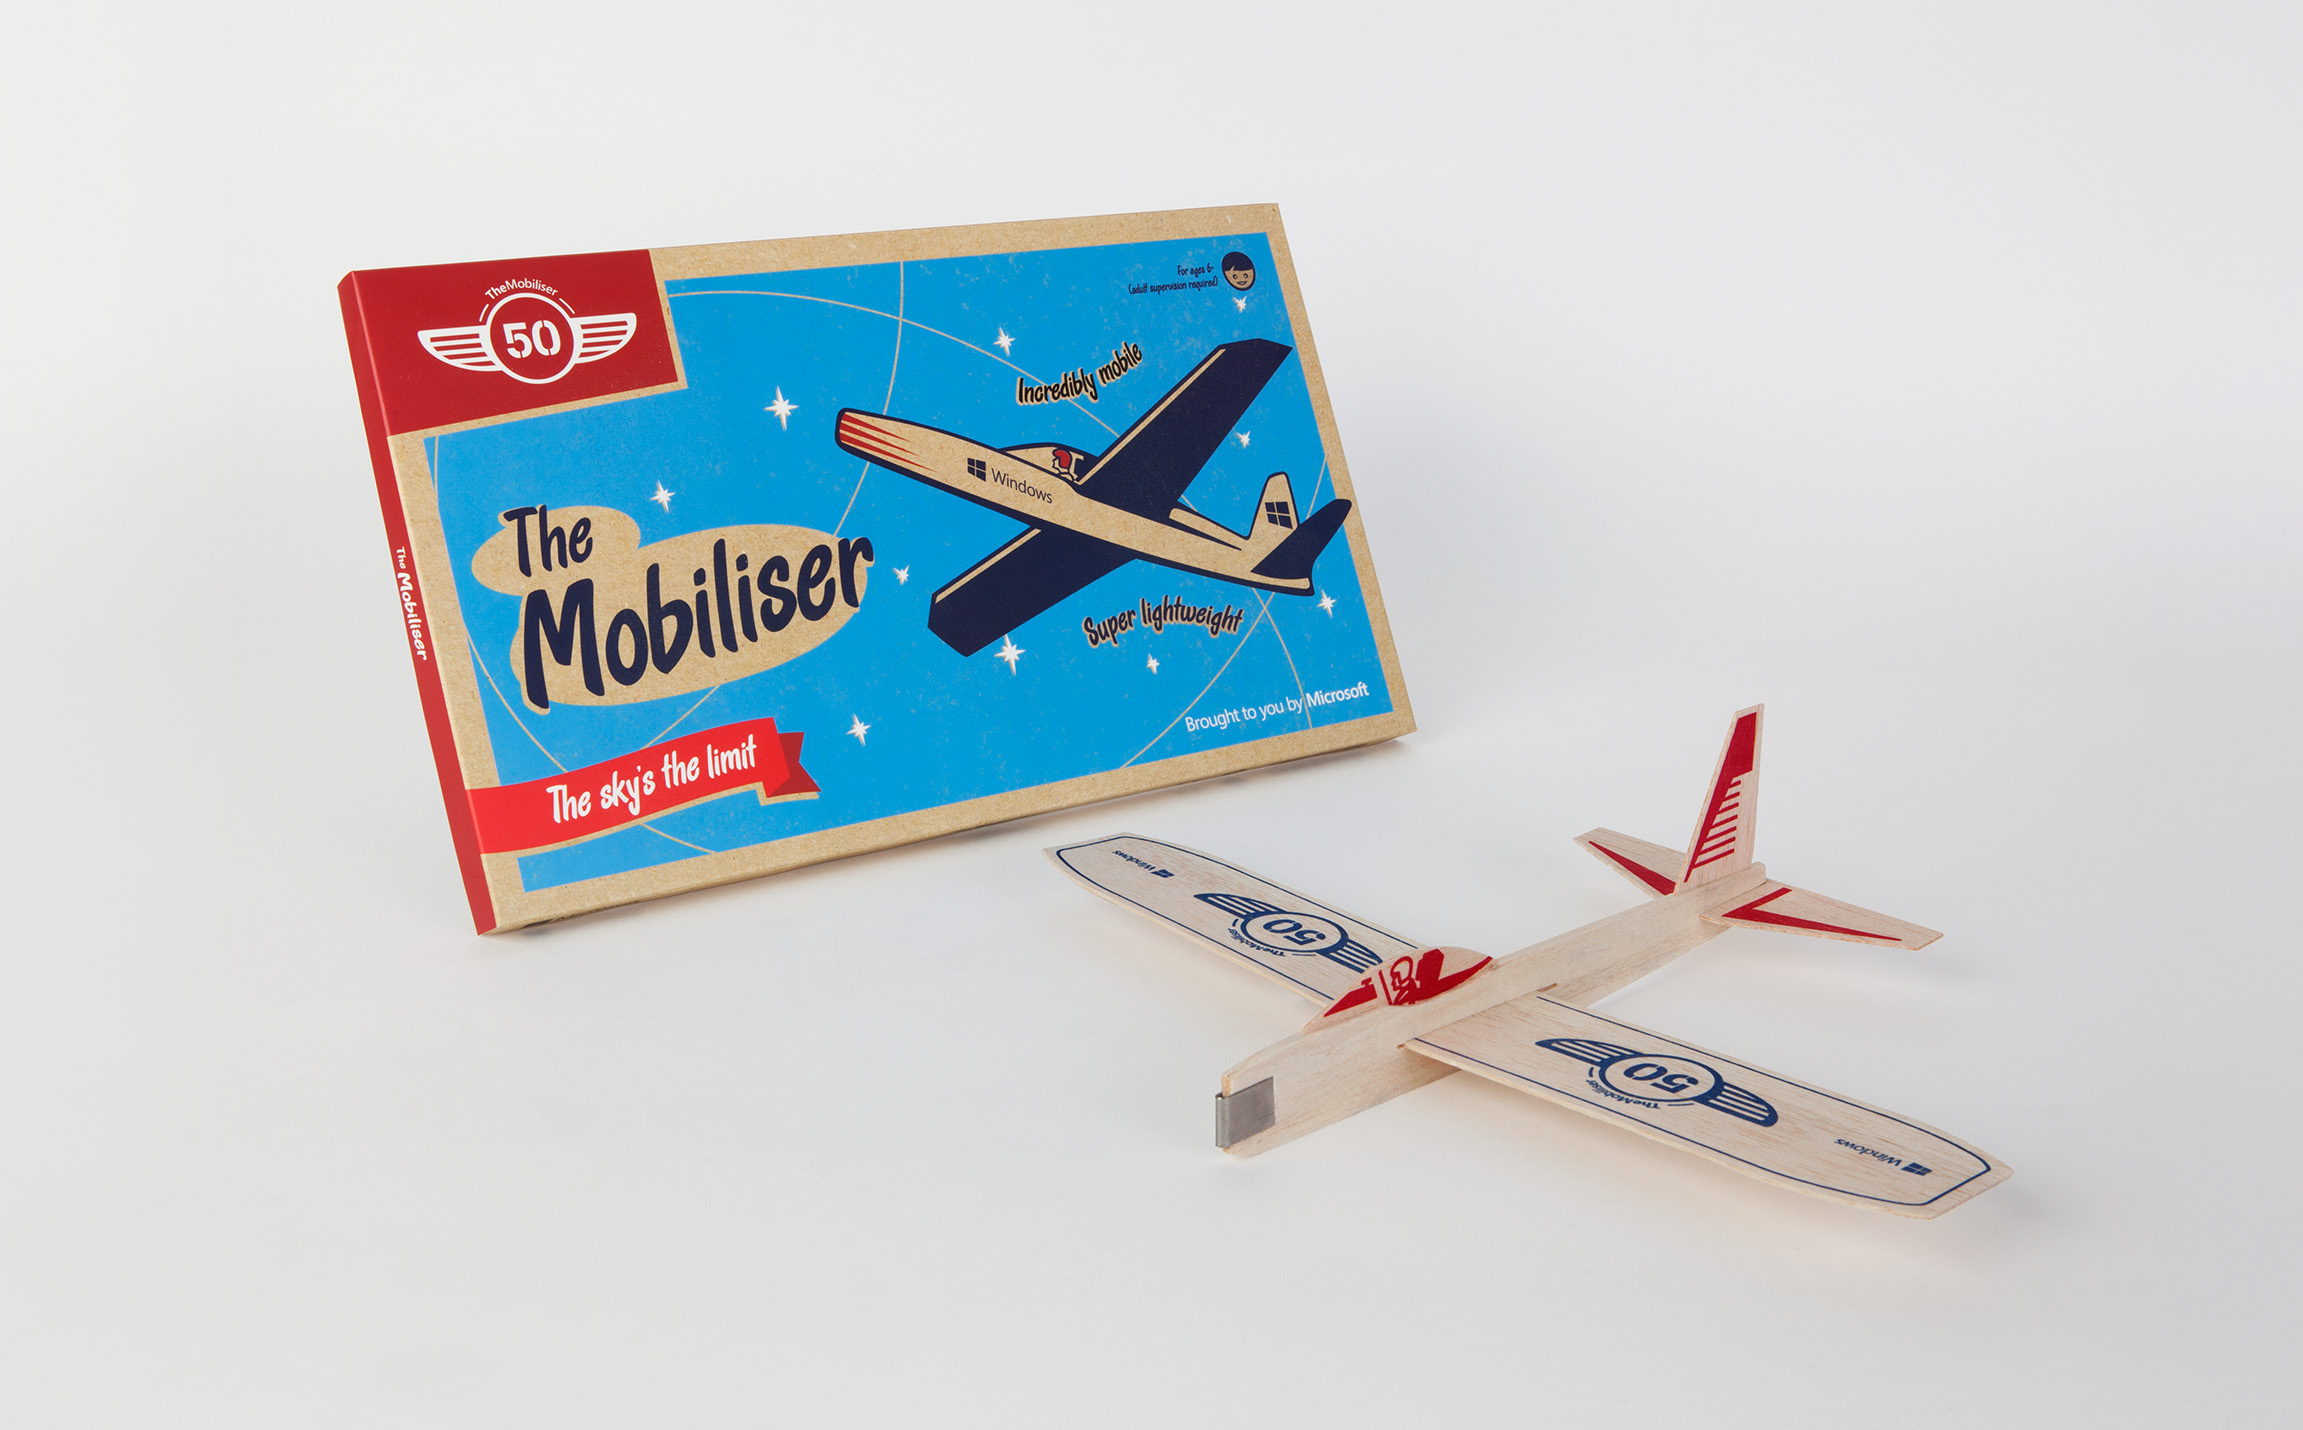 TheMobiliser
50
For ages 6+
(adult supervision required)
Incredibly mobile
Windows
The
Mobiliser
Super lightweight
Brought to you by Microsoft
The sky's the limit
The Mobiliser
Windows
50
TheMobiliser
50
TheMobiliser
Windows